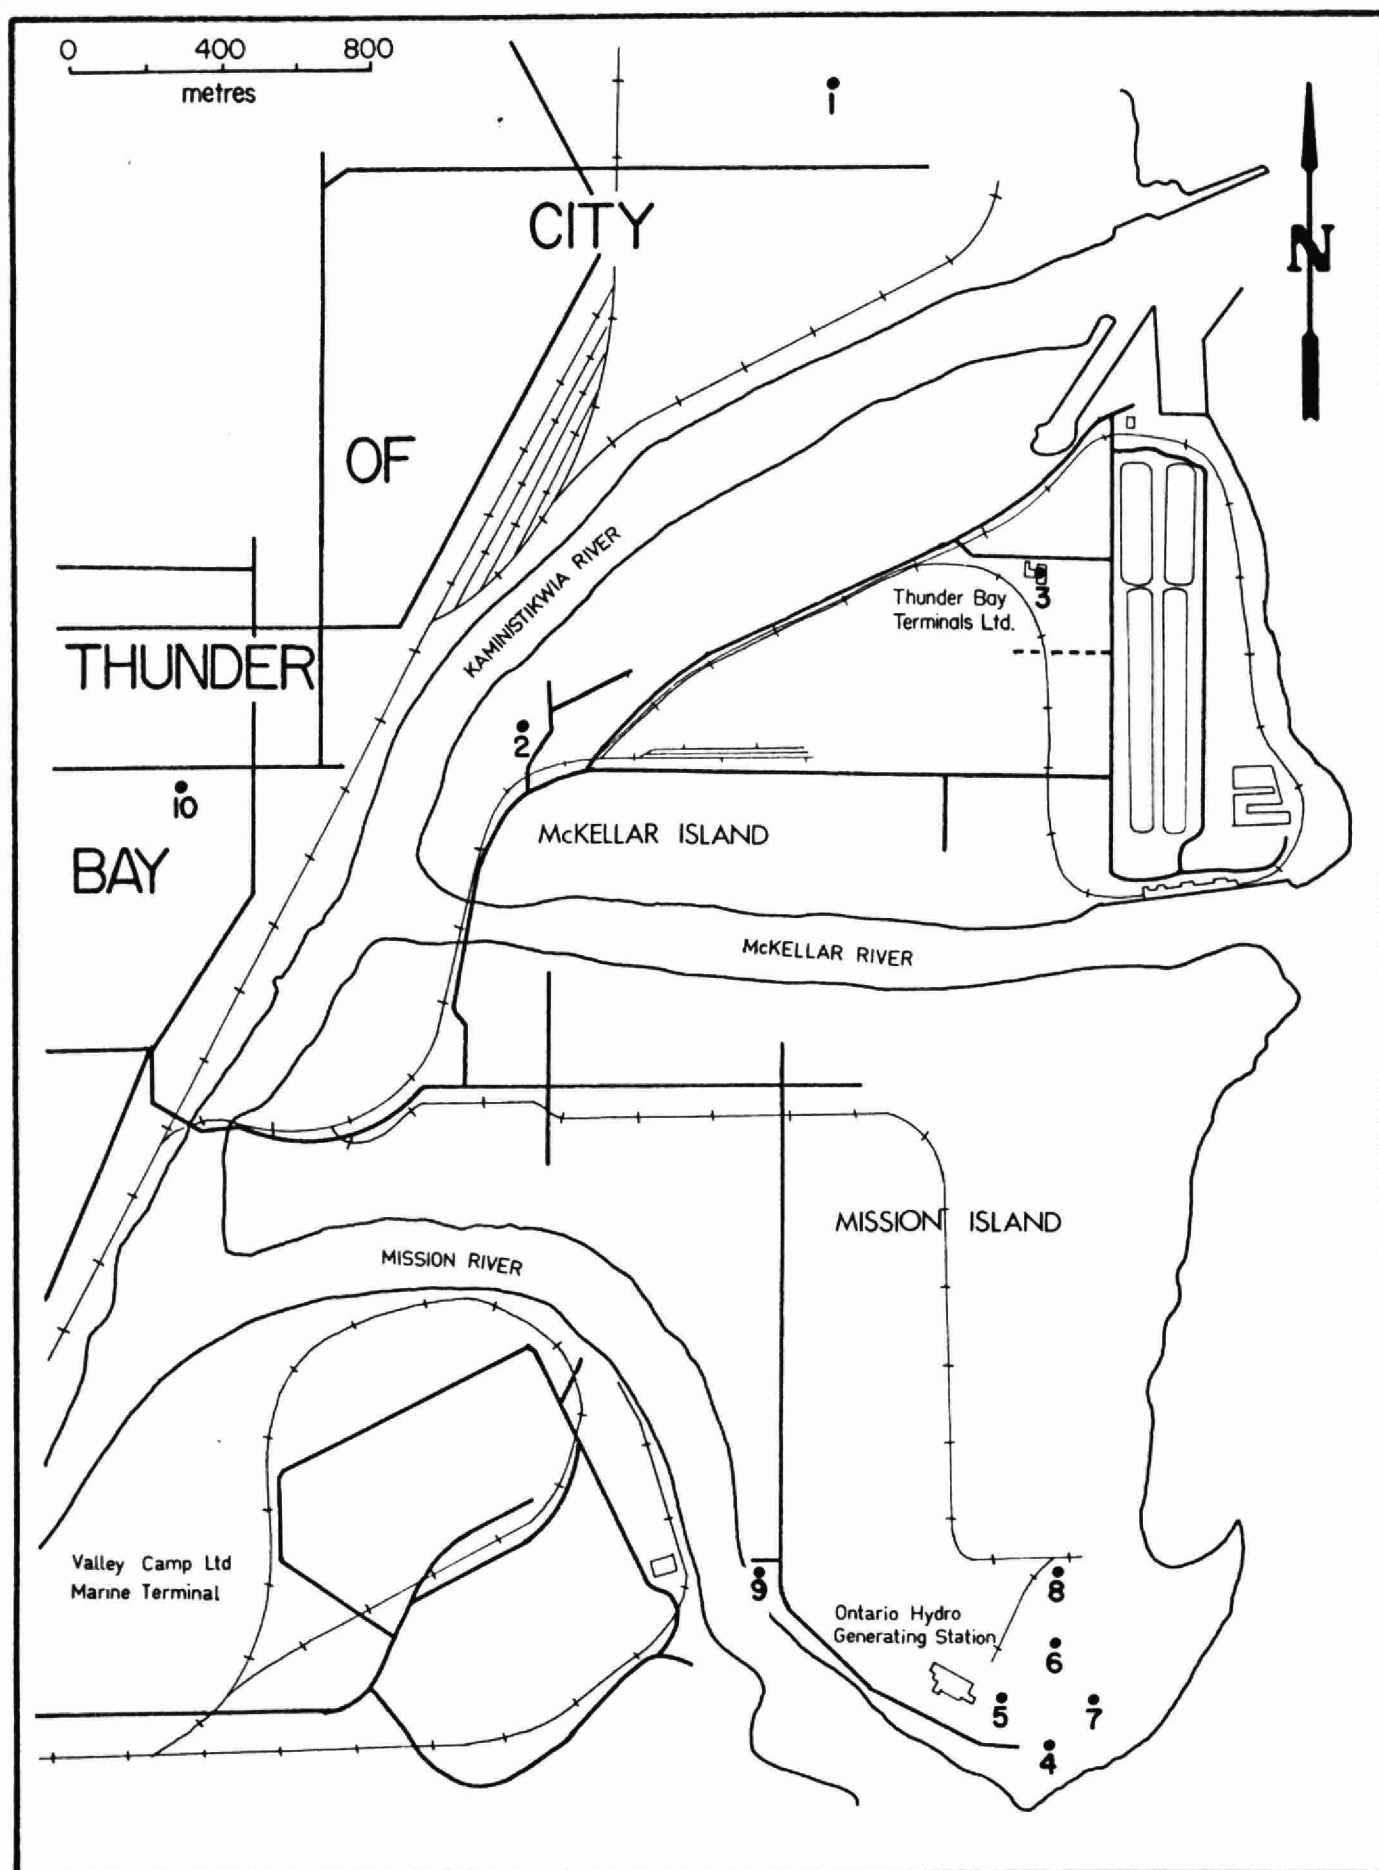 0 400 800
metres
1
N
CITY
OF
KAMINISTIKWIA RIVER
Thunder Bay
Terminals Ltd.
3
THUNDER
2
10
McKELLAR ISLAND
BAY
McKELLAR RIVER
MISSION ISLAND
MISSION RIVER
Valley Camp Ltd
Marine Terminal
9
8
Ontario Hydro
Generating Station
6
5
7
4